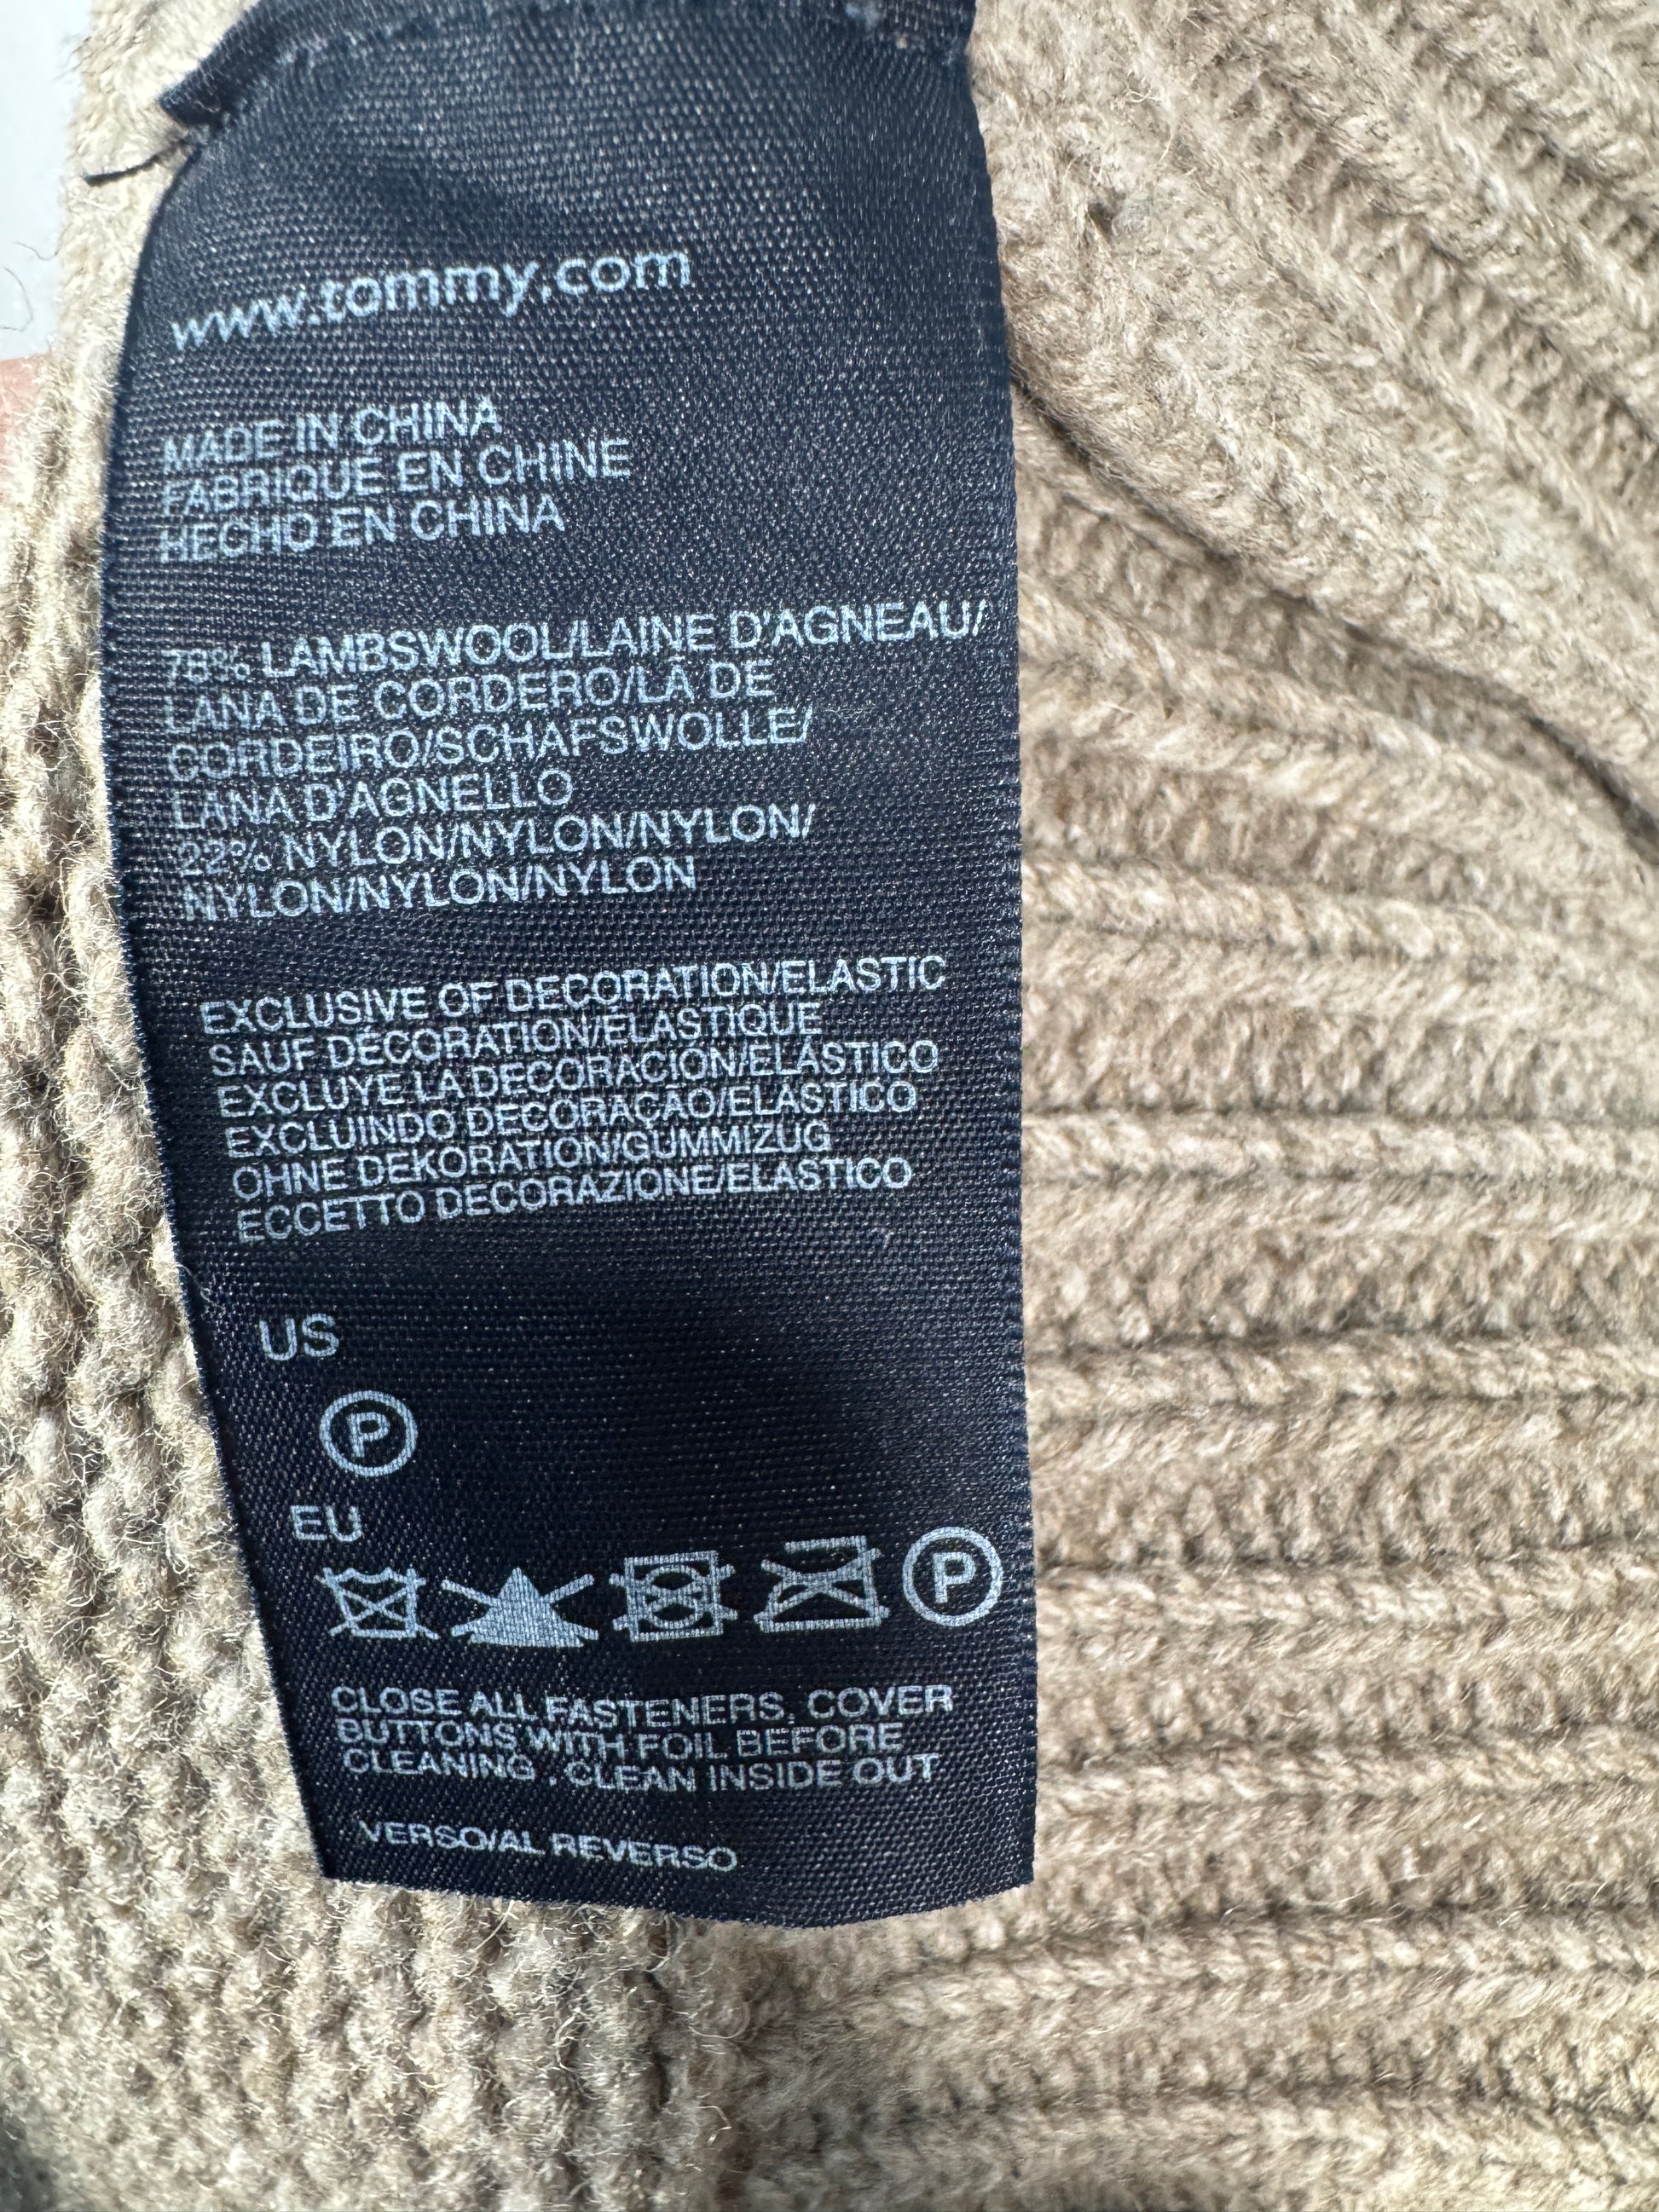 www.tommy.com
MADE IN CHINA
FABRIQUÉ EN CHINE
HECHO EN CHINA
78% LAMBSWOOL/LAINE D'AGNEAU/
LANA DE CORDERO/LÃ DE
CORDEIRO/SCHAFSWOLLE/
LANA D'AGNELLO
22% NYLON/NYLON/NYLON/
NYLON/NYLON/NYLON
EXCLUSIVE OF DECORATION/ELASTIC
SAUF DÉCORATION/ÉLASTIQUE
EXCLUYE LA DECORACIÓN/ELÁSTICO
EXCLUINDO DECORAÇÃO/ELÁSTICO
OHNE DEKORATION/GUMMIZUG
ECCETTO DECORAZIONE/ELASTICO
US
P
EU
P
CLOSE ALL FASTENERS, COVER
BUTTONS WITH FOIL BEFORE
CLEANING . CLEAN INSIDE OUT
VERSO/AL REVERSO